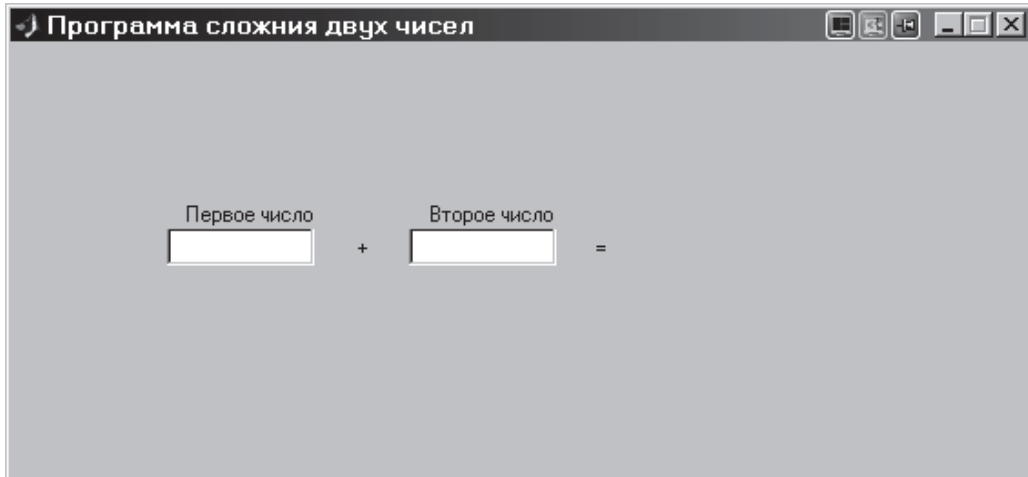 Программа сложния двух чисел
Первое число Второе число
+ =